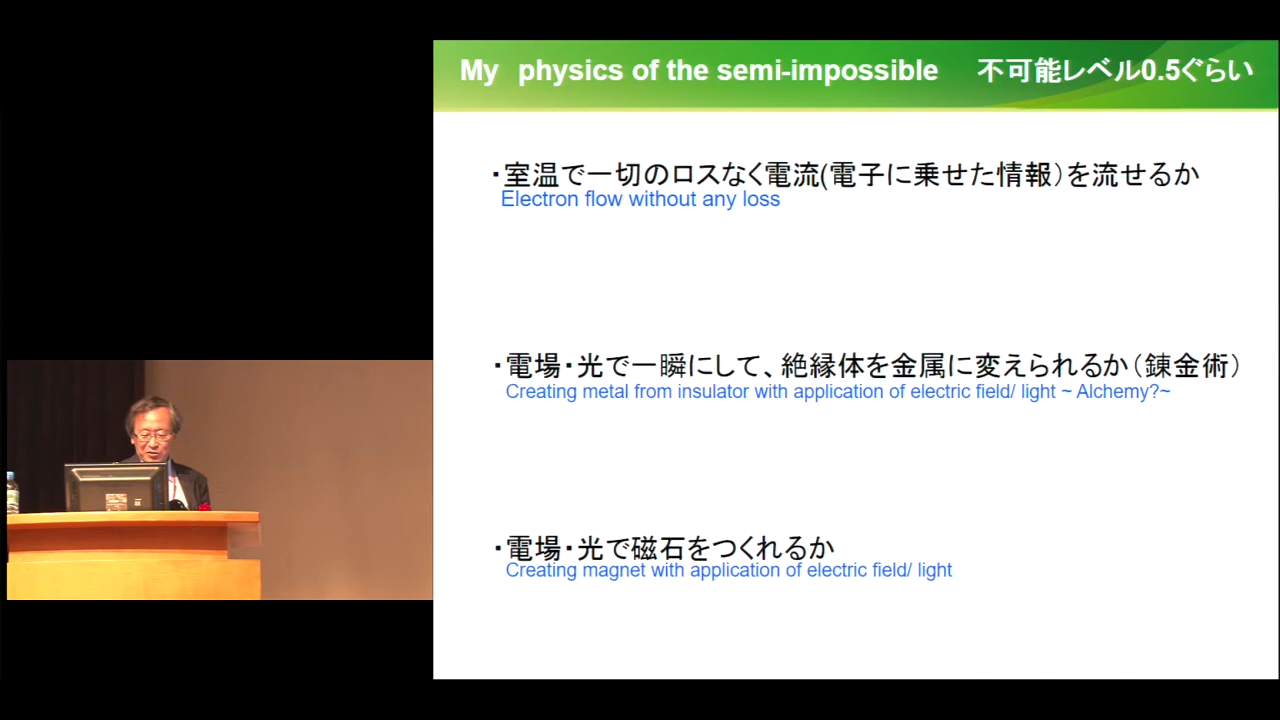 My physics of the semi-impossible 不可能レベル0.5ぐらい
・室温で一切のロスなく電流(電子に乗せた情報)を流せるか
Electron flow without any loss
・電場・光で一瞬にして、絶縁体を金属に変えられるか(錬金術)
Creating metal from insulator with application of electric field/ light ~ Alchemy?~
・電場・光で磁石をつくれるか
Creating magnet with application of electric field/ light